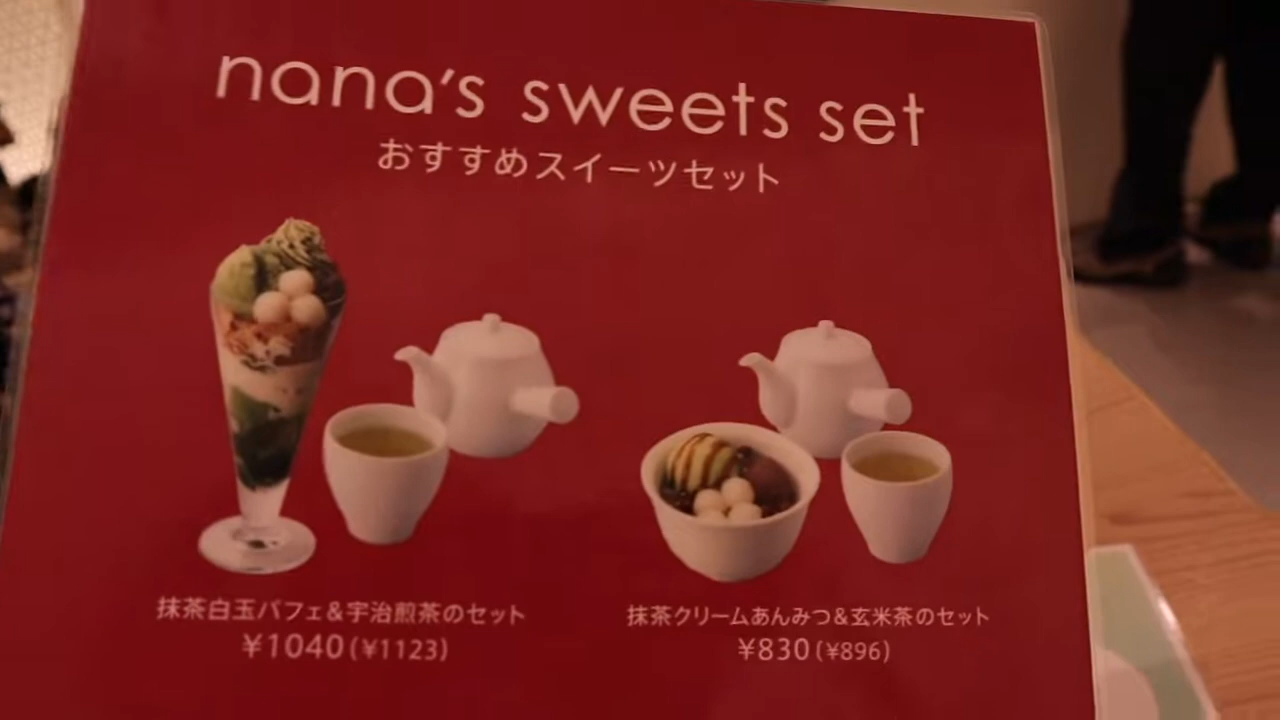 nana's sweets set
おすすめスイーツセット
抹茶白玉パフェ&宇治煎茶のセット
¥1040(¥1123)
抹茶クリームあんみつ&玄米茶のセット
¥830(¥896)